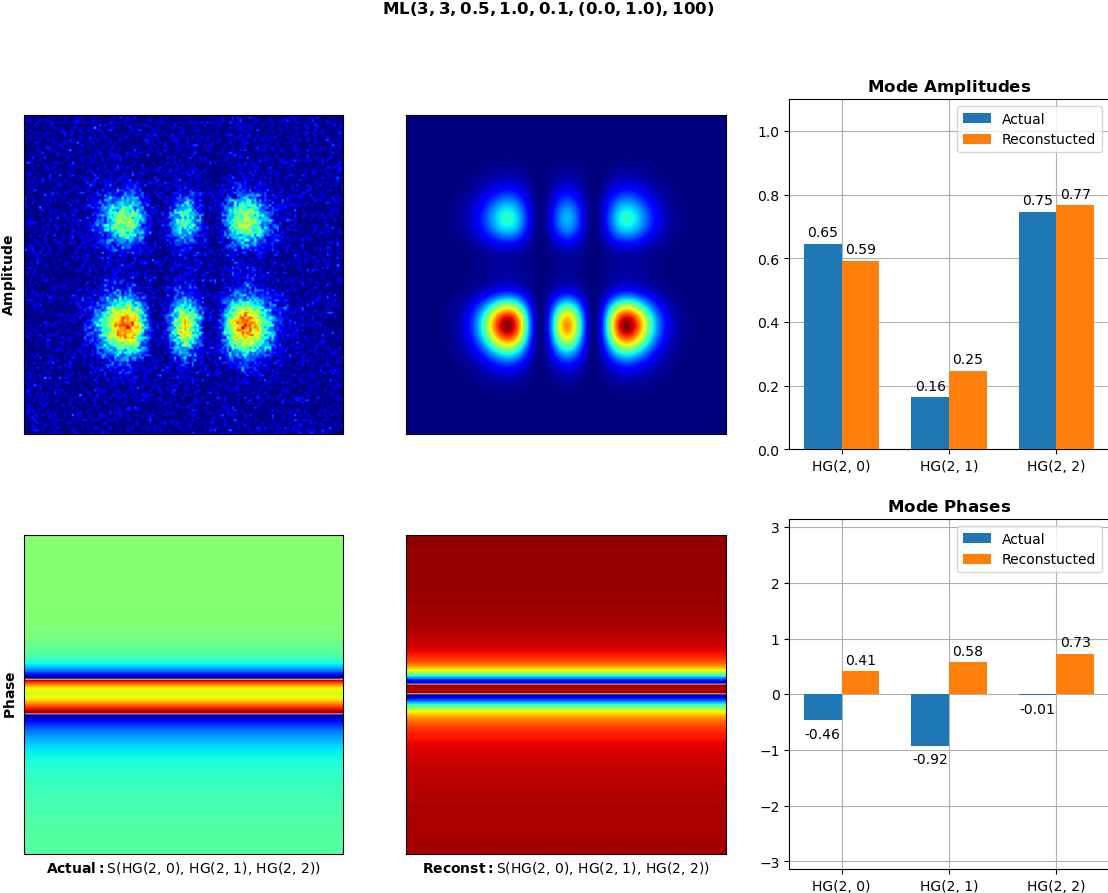 ML(3, 3, 0.5, 1.0, 0.1, (0.0, 1.0), 100)
Amplitude
Mode Amplitudes
Actual
Reconstucted
1.0
0.8
0.6
0.4
0.2
0.0
0.65
0.59
0.16
0.25
0.75
0.77
HG(2, 0)
HG(2, 1)
HG(2, 2)
Phase
Actual: S(HG(2, 0), HG(2, 1), HG(2, 2))
Reconst: S(HG(2, 0), HG(2, 1), HG(2, 2))
Mode Phases
Actual
Reconstucted
3
2
1
0
−1
−2
−3
-0.46
0.41
-0.92
0.58
-0.01
0.73
HG(2, 0)
HG(2, 1)
HG(2, 2)